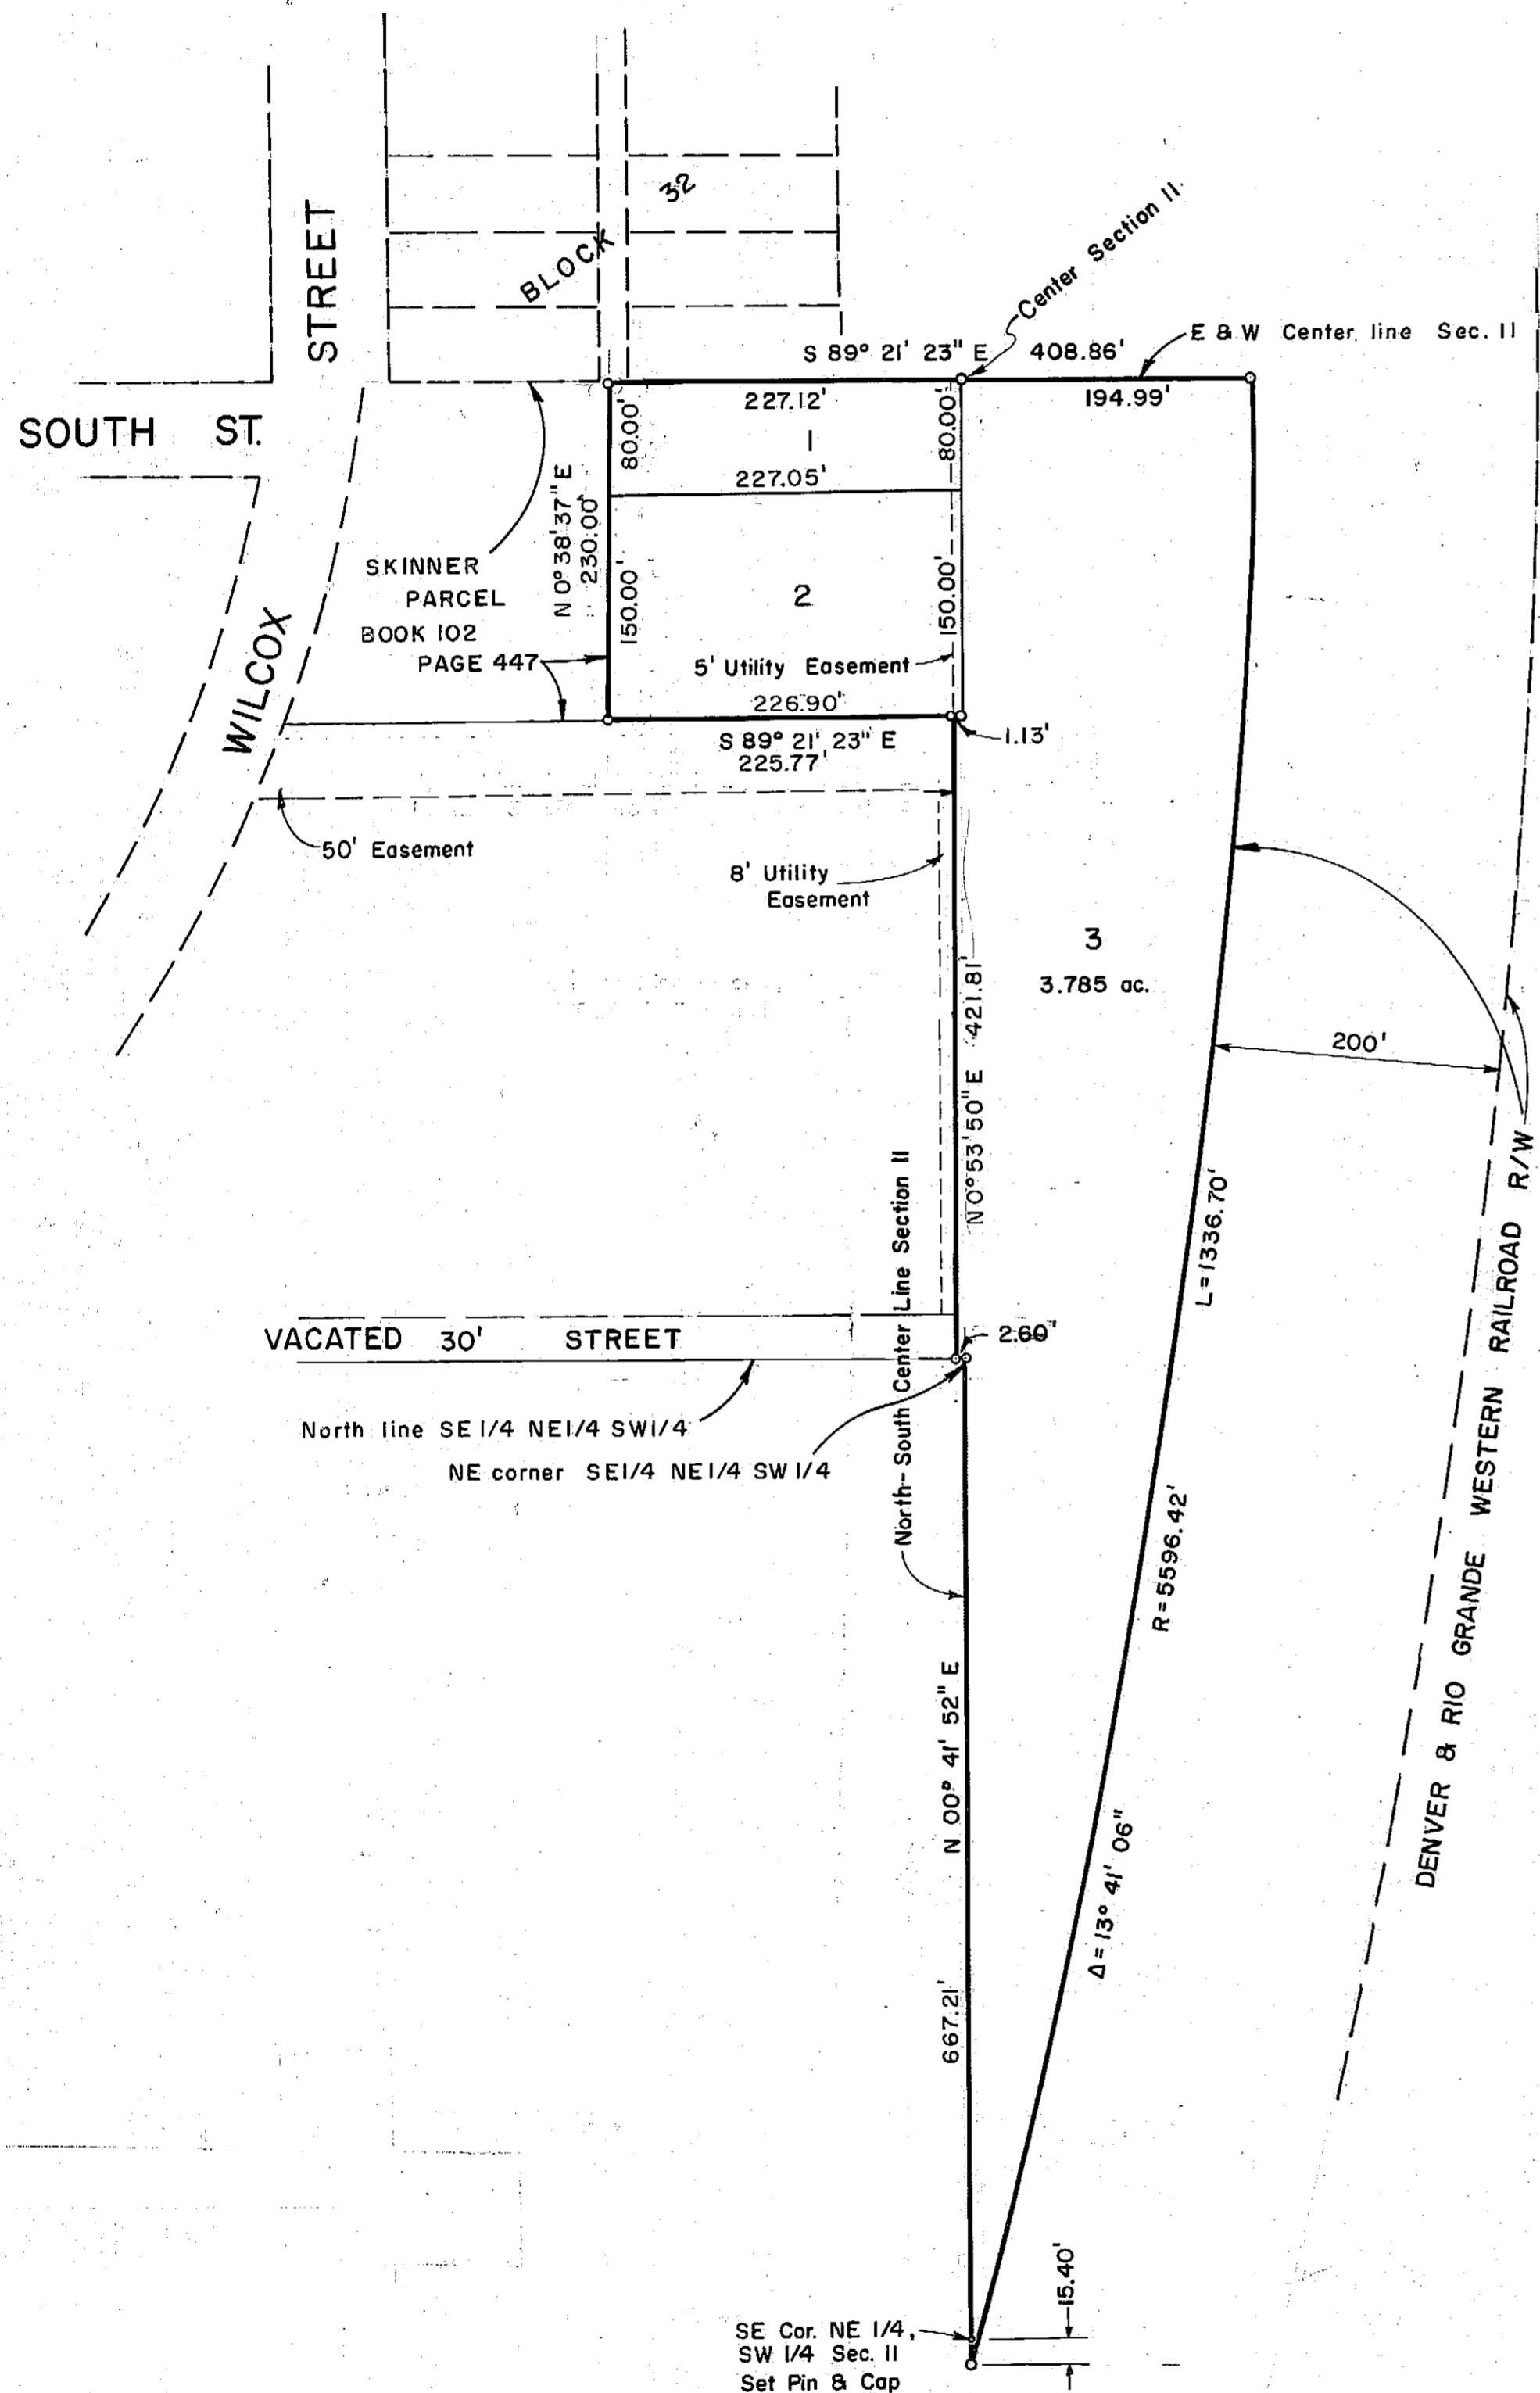 32
BLOCK
STREET
Center Section 11
E & W Center line Sec. 11
S 89° 21' 23" E 408.86'
227.12'
194.99'
SOUTH ST.
80.00'
1
80.00'
227.05'
N 0° 38' 37" E
230.00'
SKINNER
PARCEL
BOOK 102
PAGE 447
150.00'
2
150.00'
WILCOX
5' Utility Easement
226.90'
1.13'
S 89° 21' 23" E
225.77'
50' Easement
8' Utility
Easement
3
3.785 ac.
N 0° 53' 50" E 421.81'
200'
DENVER & RIO GRANDE WESTERN RAILROAD R/W
L=1336.70'
North-South Center Line Section 11
VACATED 30' STREET
2.60'
North line SE 1/4 NE 1/4 SW 1/4
NE corner SE 1/4 NE 1/4 SW 1/4
R=5596.42'
N 00° 41' 52" E
667.21'
Δ=13° 41' 06"
15.40'
SE Cor. NE 1/4,
SW 1/4 Sec. 11
Set Pin & Cap